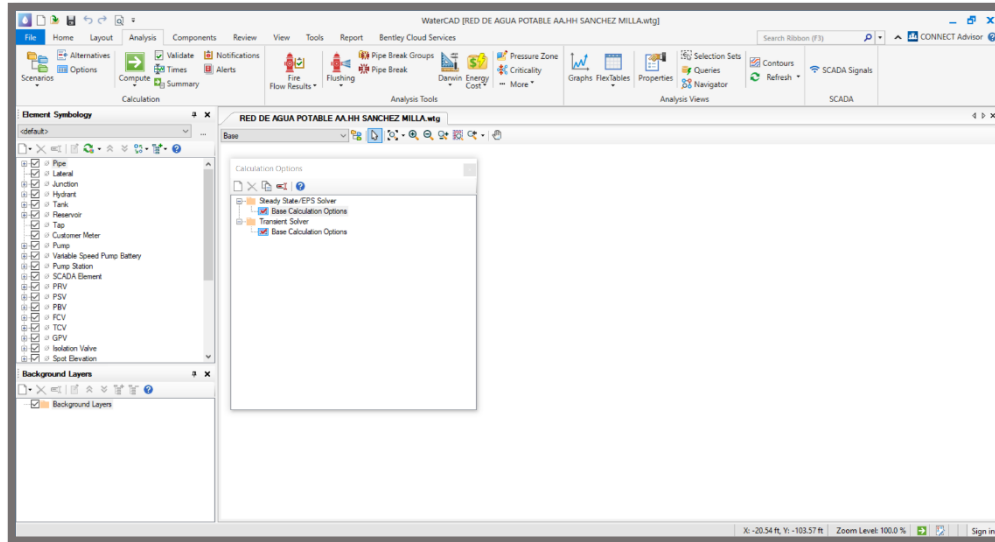 WaterCAD [RED DE AGUA POTABLE AA.HH SANCHEZ MILLA.wtg]
File Home Layout Analysis Components Review View Tools Report Bentley Cloud Services Search Ribbon (F3) CONNECT Advisor
Scenarios
Alternatives
Options
Compute
Validate
Times
Summary
Notifications
Alerts
Calculation
Fire
Flow Results
Flushing
Pipe Break Groups
Pipe Break
Darwin
Energy
Cost
Pressure Zone
Criticality
More
Analysis Tools
Graphs
FlexTables
Properties
Selection Sets
Queries
Navigator
Contours
Refresh
Analysis Views
SCADA Signals
SCADA
Element Symbology
<default>
Pipe
Lateral
Junction
Hydrant
Tank
Reservoir
Tap
Customer Meter
Pump
Variable Speed Pump Battery
Pump Station
SCADA Element
PRV
PSV
PBV
FCV
TCV
GPV
Isolation Valve
Spot Elevation
Background Layers
Background Layers
RED DE AGUA POTABLE AA.HH SANCHEZ MILLA.wtg
Base
Calculation Options
Steady State/EPS Solver
Base Calculation Options
Transient Solver
Base Calculation Options
X: -20.54 ft, Y: -103.57 ft Zoom Level: 100.0 % Sign in